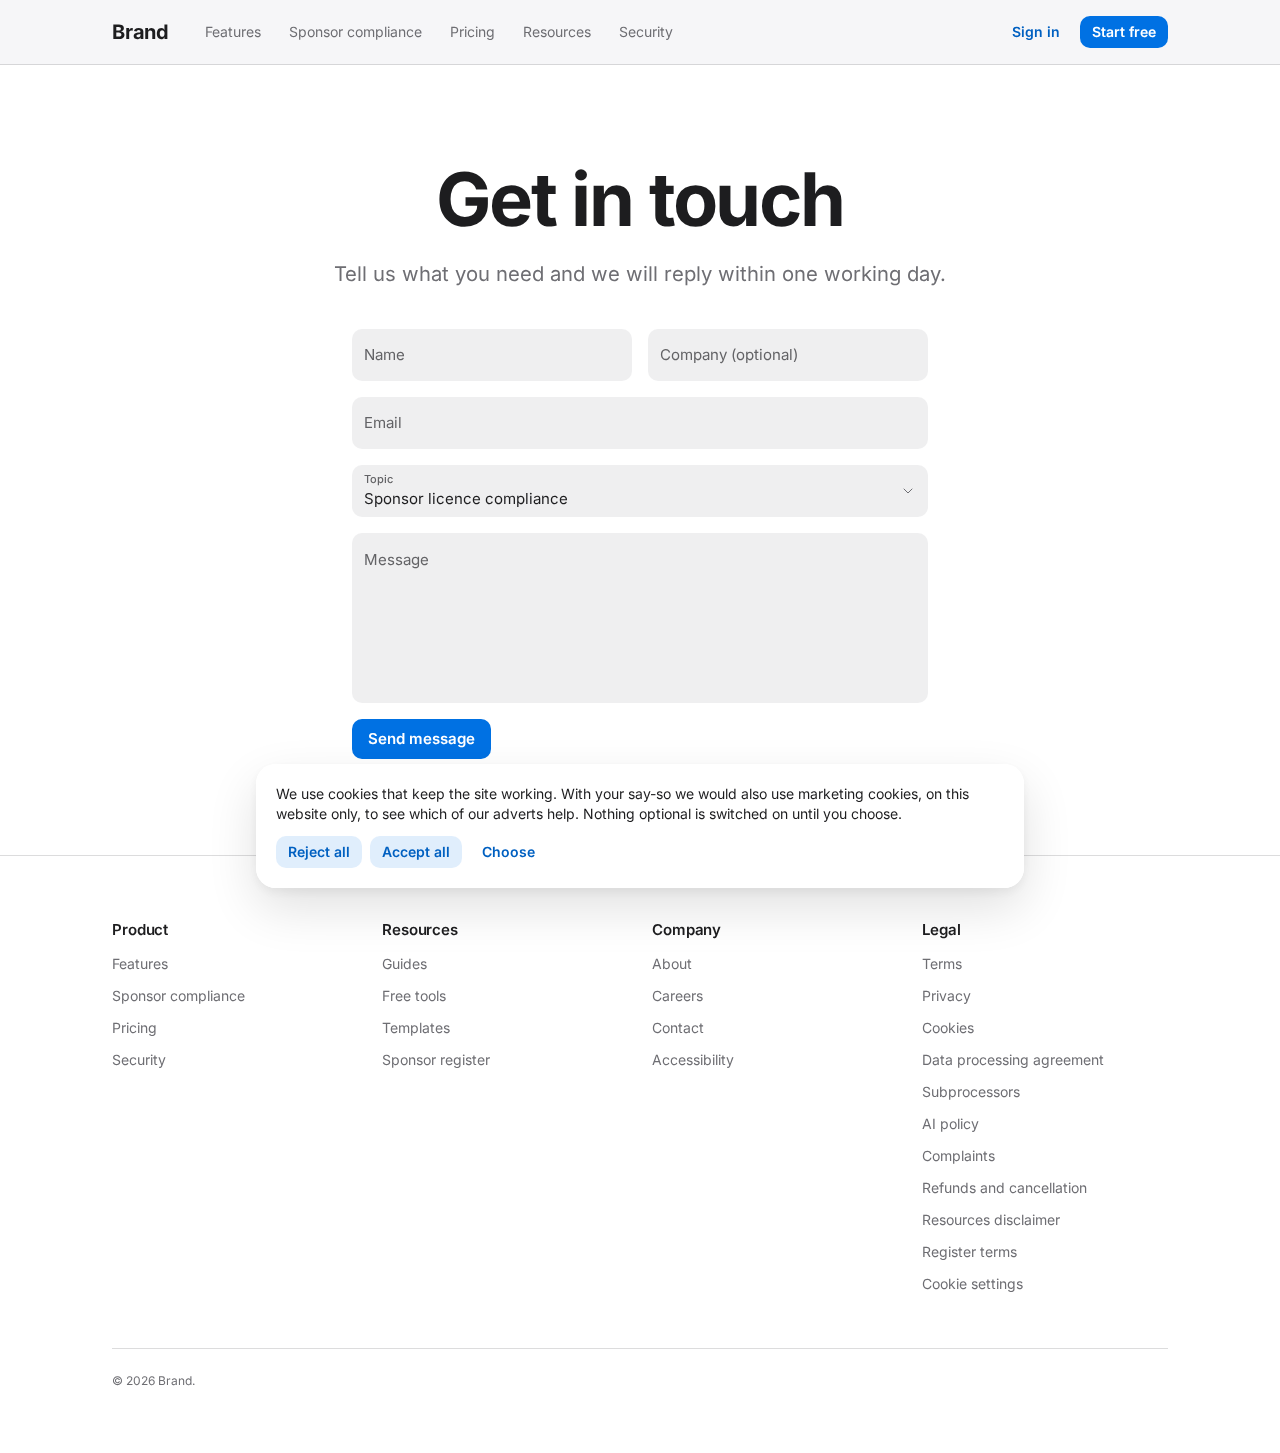 Brand
Features
Sponsor compliance
Pricing
Resources
Security
Sign in
Start free
Get in touch
Tell us what you need and we will reply within one working day.
Name
Company (optional)
Email
Topic
Sponsor licence compliance
Message
Send message
We use cookies that keep the site working. With your say-so we would also use marketing cookies, on this
website only, to see which of our adverts help. Nothing optional is switched on until you choose.
Reject all
Accept all
Choose
Product
Features
Sponsor compliance
Pricing
Security
Resources
Guides
Free tools
Templates
Sponsor register
Company
About
Careers
Contact
Accessibility
Legal
Terms
Privacy
Cookies
Data processing agreement
Subprocessors
AI policy
Complaints
Refunds and cancellation
Resources disclaimer
Register terms
Cookie settings
© 2026 Brand.